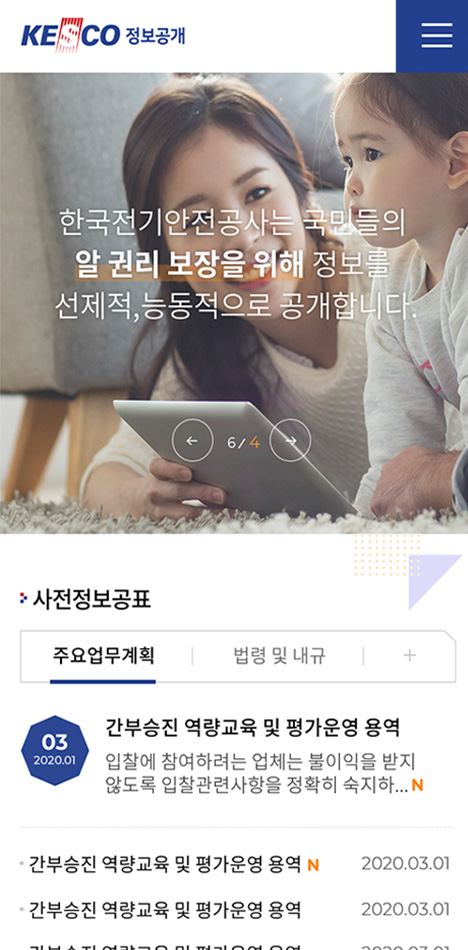 KESCO 정보공개
한국전기안전공사는 국민들의
알 권리 보장을 위해 정보를
선제적,능동적으로 공개합니다.
6 / 4
사전정보공표
주요업무계획 법령 및 내규 +
03
2020.01
간부승진 역량교육 및 평가운영 용역
입찰에 참여하려는 업체는 불이익을 받지
않도록 입찰관련사항을 정확히 숙지하... N
간부승진 역량교육 및 평가운영 용역 N 2020.03.01
간부승진 역량교육 및 평가운영 용역 2020.03.01